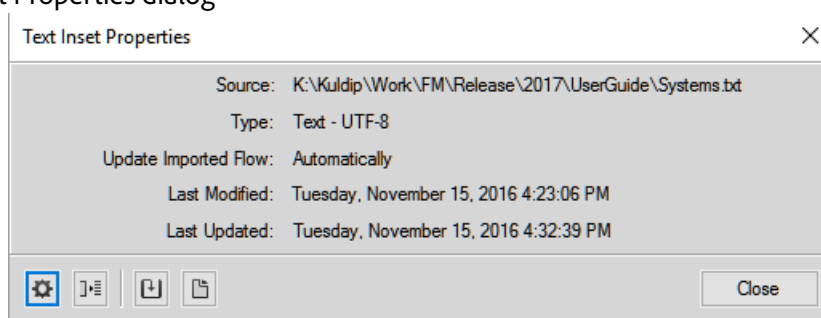 t Properties dialog
Text Inset Properties
Source: K:\Kuldip\Work\FM\Release\2017\UserGuide\Systems.txt
Type: Text - UTF-8
Update Imported Flow: Automatically
Last Modified: Tuesday, November 15, 2016 4:23:06 PM
Last Updated: Tuesday, November 15, 2016 4:32:39 PM
Close